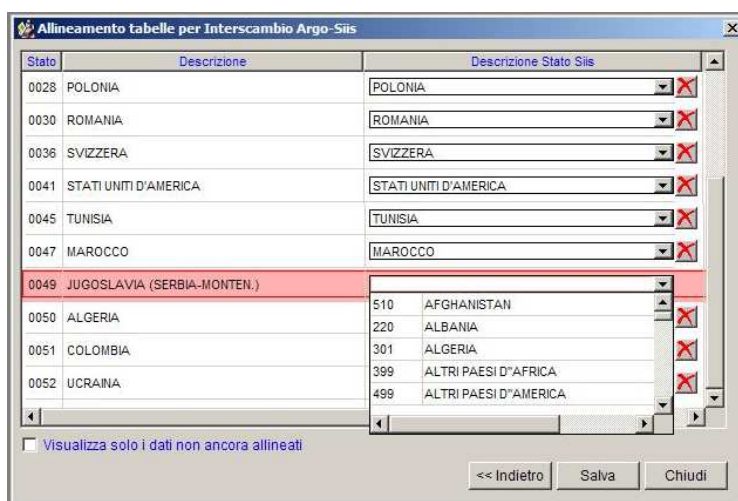 Allineamento tabelle per Interscambio Argo-Siis
Stato Descrizione Descrizione Stato Siis
0028 POLONIA POLONIA
0030 ROMANIA ROMANIA
0036 SVIZZERA SVIZZERA
0041 STATI UNITI D'AMERICA STATI UNITI D'AMERICA
0045 TUNISIA TUNISIA
0047 MAROCCO MAROCCO
0049 JUGOSLAVIA (SERBIA-MONTEN.)
510 AFGHANISTAN
0050 ALGERIA
220 ALBANIA
301 ALGERIA
0051 COLOMBIA
399 ALTRI PAESI D''AFRICA
0052 UCRAINA
499 ALTRI PAESI D''AMERICA
Visualizza solo i dati non ancora allineati
<< Indietro Salva Chiudi